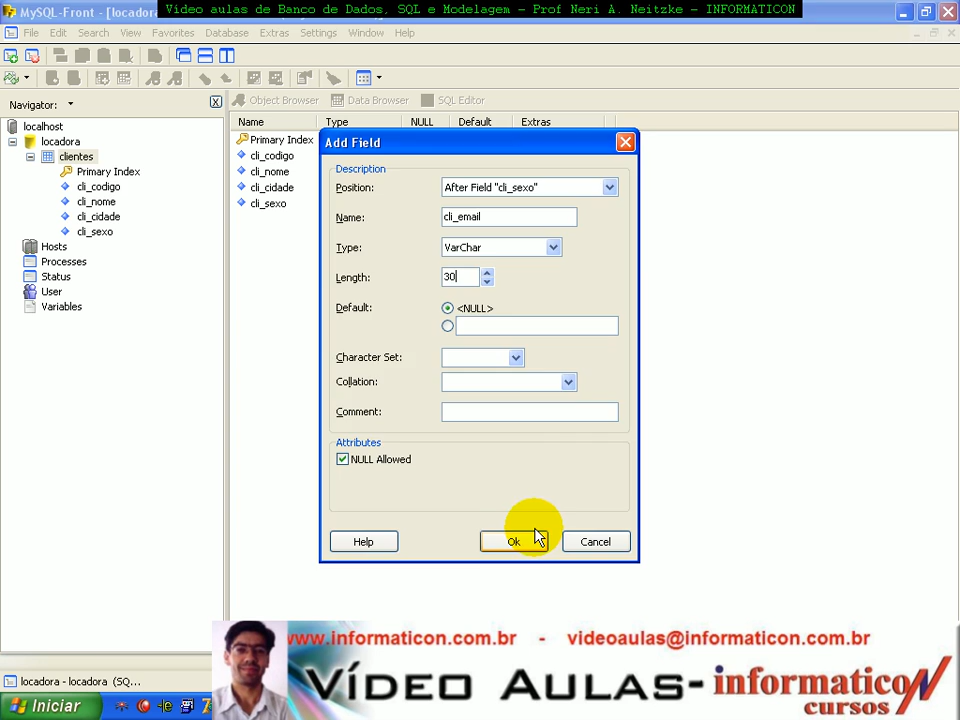 MySQL-Front - [locadora
Vídeo aulas de Banco de Dados, SQL e Modelagem - Prof Neri A. Neitzke - INFORMATICON
File Edit Search View Favorites Database Extras Settings Window Help
Navigator:
Object Browser Data Browser SQL Editor
localhost
locadora
clientes
Primary Index
cli_codigo
cli_nome
cli_cidade
cli_sexo
Hosts
Processes
Status
User
Variables
Name Type NULL Default Extras
Primary Index
cli_codigo
cli_nome
cli_cidade
cli_sexo
Add Field
Description
Position: After Field "cli_sexo"
Name: cli_email
Type: VarChar
Length: 30
Default: <NULL>
Character Set:
Collation:
Comment:
Attributes
NULL Allowed
Help Ok Cancel
www.informaticon.com.br - videoaulas@informaticon.com.br
Vídeo Aulas- informaticon
cursos
locadora - locadora (SQ...
Iniciar